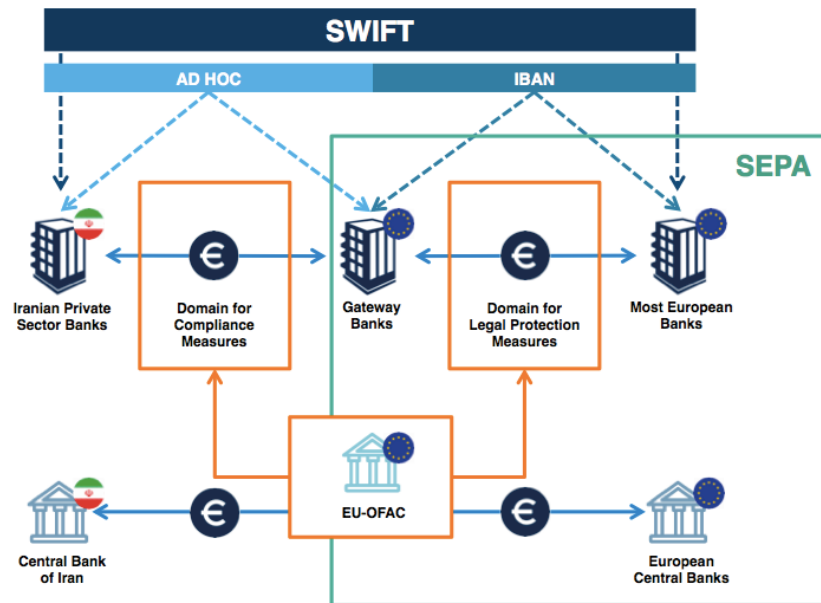 SWIFT
AD HOC
IBAN
SEPA
Iranian Private
Sector Banks
Domain for
Compliance
Measures
Gateway
Banks
Domain for
Legal Protection
Measures
Most European
Banks
EU-OFAC
Central Bank
of Iran
European
Central Banks